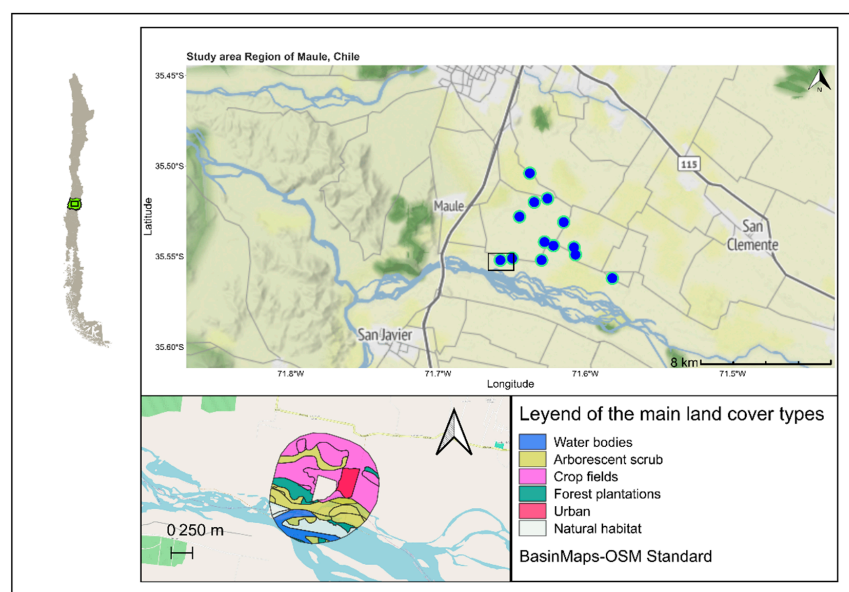 Study area Region of Maule, Chile
35.45°S
N
35.50°S
115
Maule
San
Clemente
Latitude
35.55°S
San Javier
35.60°S
8 km
71.8°W
71.7°W
71.6°W
71.5°W
Longitude
Leyend of the main land cover types
Water bodies
Arborescent scrub
Crop fields
Forest plantations
Urban
Natural habitat
0 250 m
BasinMaps-OSM Standard